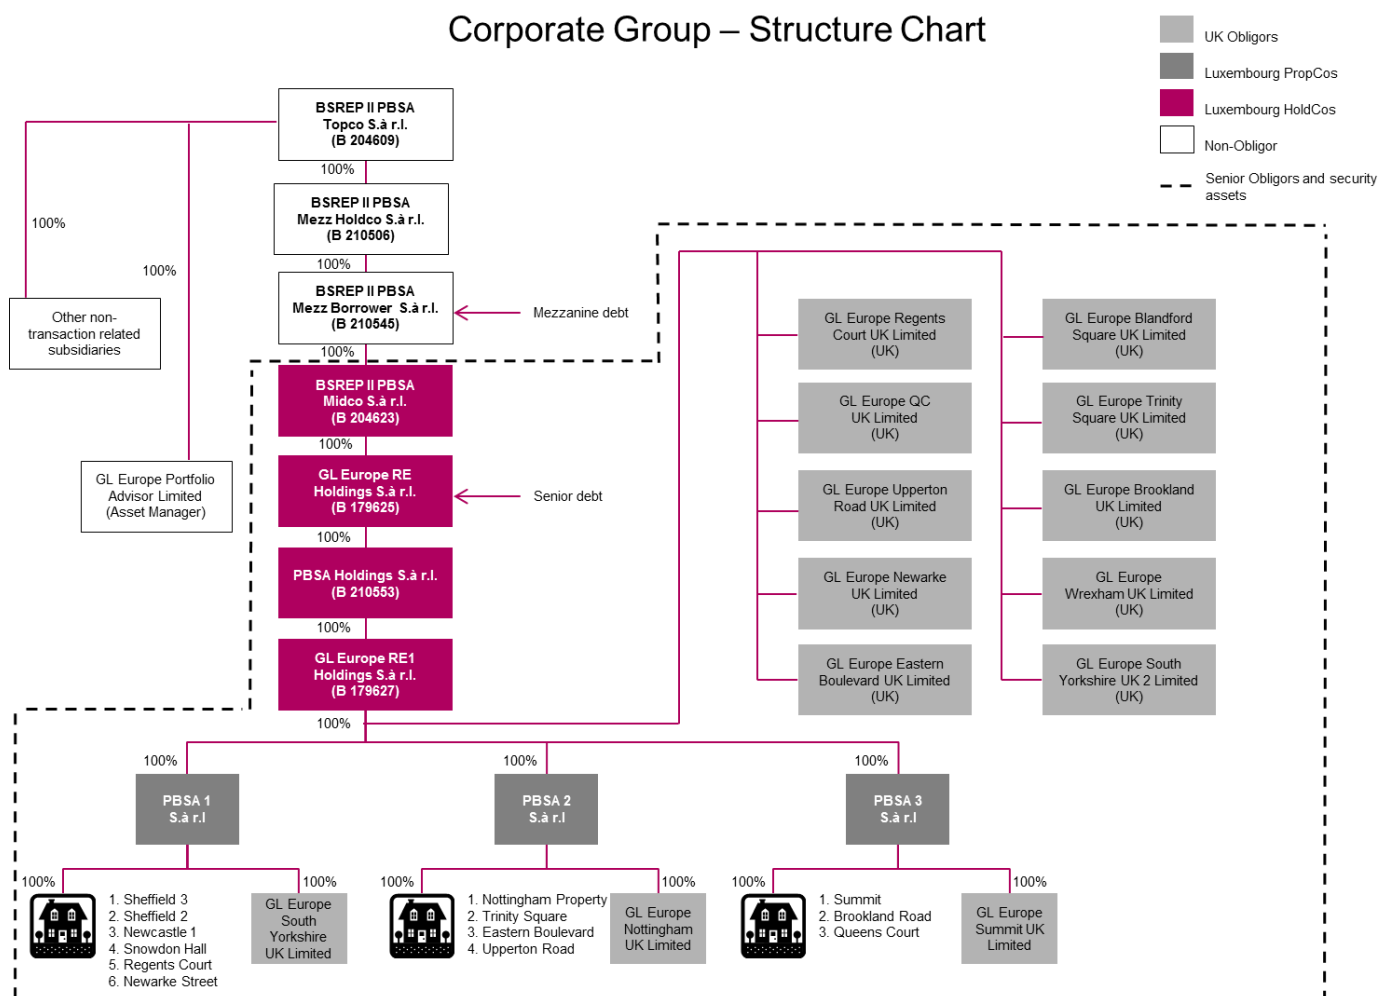 Corporate Group – Structure Chart
UK Obligors
Luxembourg PropCos
Luxembourg HoldCos
Non-Obligor
Senior Obligors and security
assets
BSREP II PBSA
Topco S.à r.l.
(B 204609)
100%
BSREP II PBSA
Mezz Holdco S.à r.l.
(B 210506)
100%
100%
100%
BSREP II PBSA
Mezz Borrower S.à r.l.
(B 210545)
Mezzanine debt
Other non-
transaction related
subsidiaries
100%
BSREP II PBSA
Midco S.à r.l.
(B 204623)
100%
GL Europe RE
Holdings S.à r.l.
(B 179625)
Senior debt
GL Europe Portfolio
Advisor Limited
(Asset Manager)
100%
PBSA Holdings S.à r.l.
(B 210553)
100%
GL Europe RE1
Holdings S.à r.l.
(B 179627)
100%
GL Europe Regents
Court UK Limited
(UK)
GL Europe Blandford
Square UK Limited
(UK)
GL Europe QC
UK Limited
(UK)
GL Europe Trinity
Square UK Limited
(UK)
GL Europe Upperton
Road UK Limited
(UK)
GL Europe Brookland
UK Limited
(UK)
GL Europe Newarke
UK Limited
(UK)
GL Europe
Wrexham UK Limited
(UK)
GL Europe Eastern
Boulevard UK Limited
(UK)
GL Europe South
Yorkshire UK 2 Limited
(UK)
100%
100%
100%
PBSA 1
S.à r.l
PBSA 2
S.à r.l
PBSA 3
S.à r.l
100%
100%
100%
100%
100%
100%
1. Sheffield 3
2. Sheffield 2
3. Newcastle 1
4. Snowdon Hall
5. Regents Court
6. Newarke Street
GL Europe
South
Yorkshire
UK Limited
1. Nottingham Property
2. Trinity Square
3. Eastern Boulevard
4. Upperton Road
GL Europe
Nottingham
UK Limited
1. Summit
2. Brookland Road
3. Queens Court
GL Europe
Summit UK
Limited